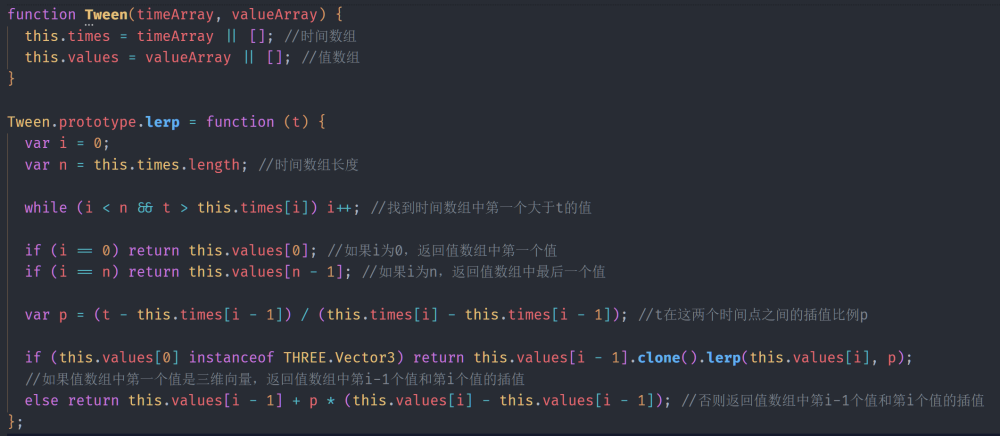 function Tween(timeArray, valueArray) {
  this.times = timeArray || []; //时间数组
  this.values = valueArray || []; //值数组
}

Tween.prototype.lerp = function (t) {
  var i = 0;
  var n = this.times.length; //时间数组长度

  while (i < n && t > this.times[i]) i++; //找到时间数组中第一个大于t的值

  if (i == 0) return this.values[0]; //如果i为0，返回值数组中第一个值
  if (i == n) return this.values[n - 1]; //如果i为n，返回值数组中最后一个值

  var p = (t - this.times[i - 1]) / (this.times[i] - this.times[i - 1]); //t在这两个时间点之间的插值比例p

  if (this.values[0] instanceof THREE.Vector3) return this.values[i - 1].clone().lerp(this.values[i], p);
  //如果值数组中第一个值是三维向量，返回值数组中第i-1个值和第i个值的插值
  else return this.values[i - 1] + p * (this.values[i] - this.values[i - 1]); //否则返回值数组中第i-1个值和第i个值的插值
};